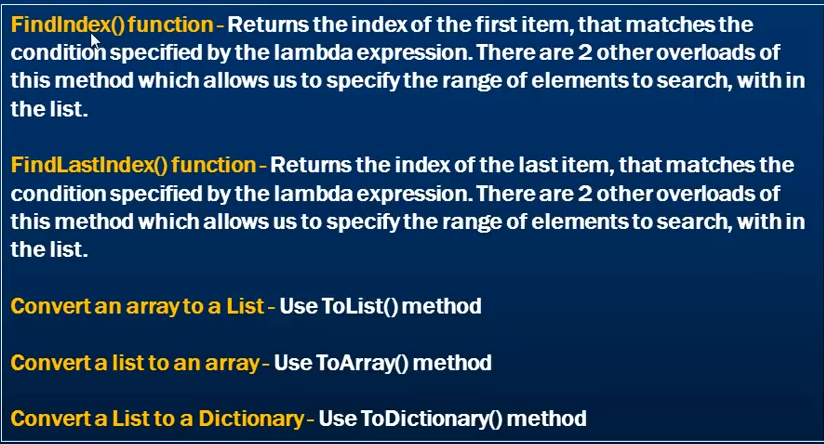 FindIndex() function - Returns the index of the first item, that matches the
condition specified by the lambda expression. There are 2 other overloads of
this method which allows us to specify the range of elements to search, with in
the list.
FindLastIndex() function - Returns the index of the last item, that matches the
condition specified by the lambda expression. There are 2 other overloads of
this method which allows us to specify the range of elements to search, with in
the list.
Convert an array to a List - Use ToList() method
Convert a list to an array - Use ToArray() method
Convert a List to a Dictionary - Use ToDictionary() method